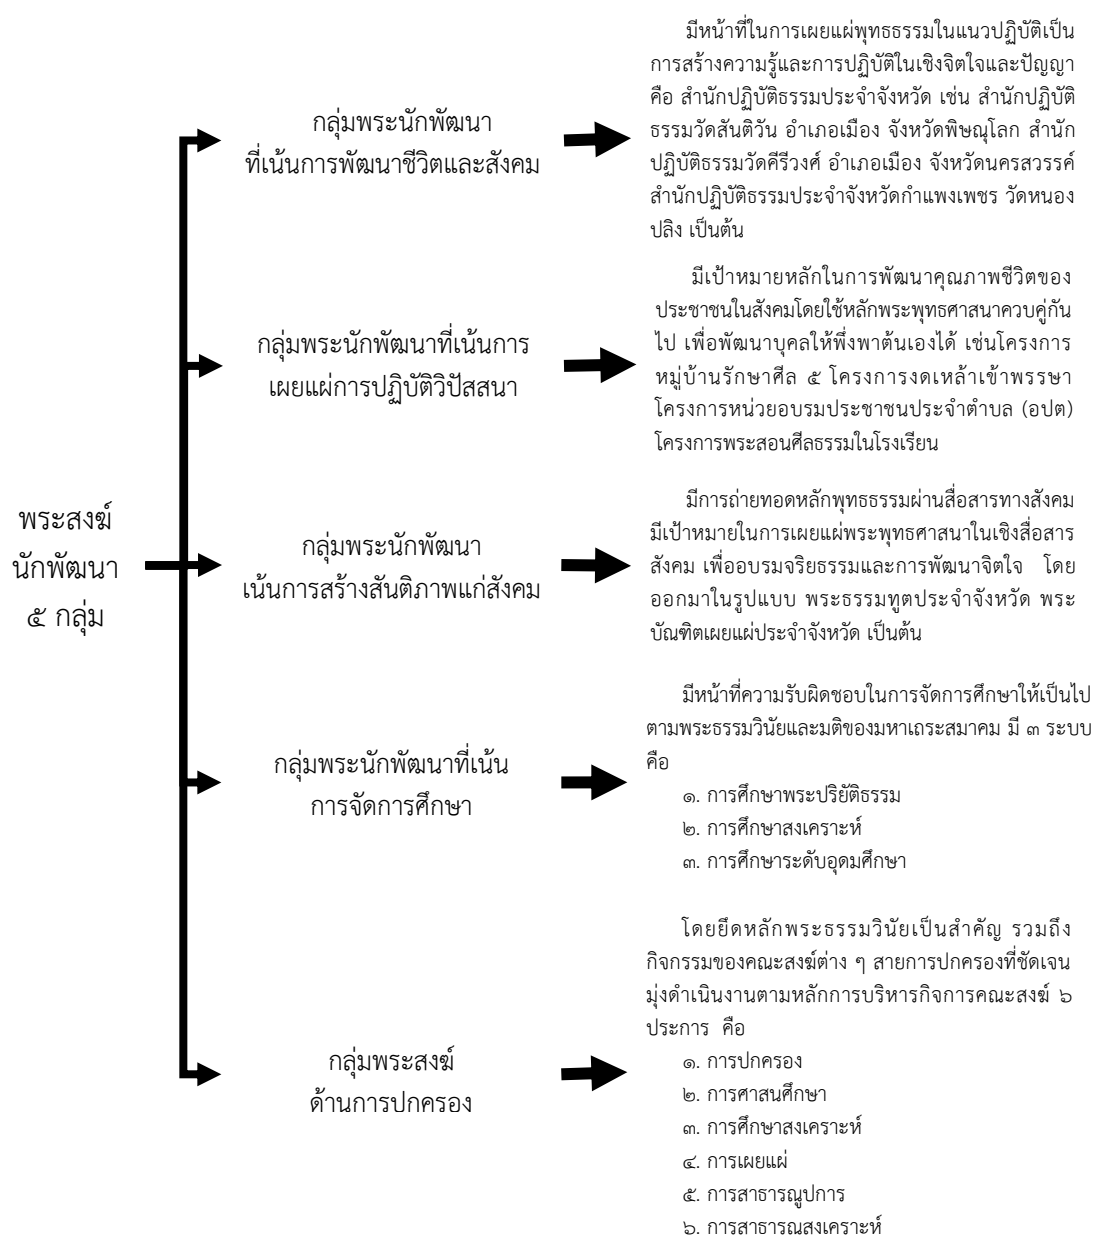 พระสงฆ์
นักพัฒนา
๕ กลุ่ม
กลุ่มพระนักพัฒนา
ที่เน้นการพัฒนาชีวิตและสังคม
มีหน้าที่ในการเผยแผ่พุทธธรรมในแนวปฏิบัติเป็น
การสร้างความรู้และการปฏิบัติในเชิงจิตใจและปัญญา
คือ สำนักปฏิบัติธรรมประจำจังหวัด เช่น สำนักปฏิบัติ
ธรรมวัดสันติวัน อำเภอเมือง จังหวัดพิษณุโลก สำนัก
ปฏิบัติธรรมวัดคีรีวงศ์ อำเภอเมือง จังหวัดนครสวรรค์
สำนักปฏิบัติธรรมประจำจังหวัดกำแพงเพชร วัดหนอง
ปลิง เป็นต้น
กลุ่มพระนักพัฒนาที่เน้นการ
เผยแผ่การปฏิบัติวิปัสสนา
มีเป้าหมายหลักในการพัฒนาคุณภาพชีวิตของ
ประชาชนในสังคมโดยใช้หลักพระพุทธศาสนาควบคู่กัน
ไป เพื่อพัฒนาบุคลให้พึ่งพาต้นเองได้ เช่นโครงการ
หมู่บ้านรักษาศีล ๕ โครงการงดเหล้าเข้าพรรษา
โครงการหน่วยอบรมประชาชนประจำตำบล (อปต)
โครงการพระสอนศีลธรรมในโรงเรียน
กลุ่มพระนักพัฒนา
เน้นการสร้างสันติภาพแก่สังคม
มีการถ่ายทอดหลักพุทธธรรมผ่านสื่อสารทางสังคม
มีเป้าหมายในการเผยแผ่พระพุทธศาสนาในเชิงสื่อสาร
สังคม เพื่ออบรมจริยธรรมและการพัฒนาจิตใจ โดย
ออกมาในรูปแบบ พระธรรมทูตประจำจังหวัด พระ
บัณฑิตเผยแผ่ประจำจังหวัด เป็นต้น
กลุ่มพระนักพัฒนาที่เน้น
การจัดการศึกษา
มีหน้าที่ความรับผิดชอบในการจัดการศึกษาให้เป็นไป
ตามพระธรรมวินัยและมติของมหาเถระสมาคม มี ๓ ระบบ
คือ
๑. การศึกษาพระปริยัติธรรม
๒. การศึกษาสงเคราะห์
๓. การศึกษาระดับอุดมศึกษา
กลุ่มพระสงฆ์
ด้านการปกครอง
โดยยึดหลักพระธรรมวินัยเป็นสำคัญ รวมถึง
กิจกรรมของคณะสงฆ์ต่าง ๆ สายการปกครองที่ชัดเจน
มุ่งดำเนินงานตามหลักการบริหารกิจการคณะสงฆ์ ๖
ประการ คือ
๑. การปกครอง
๒. การศาสนศึกษา
๓. การศึกษาสงเคราะห์
๔. การเผยแผ่
๕. การสาธารณูปการ
๖. การสาธารณสงเคราะห์